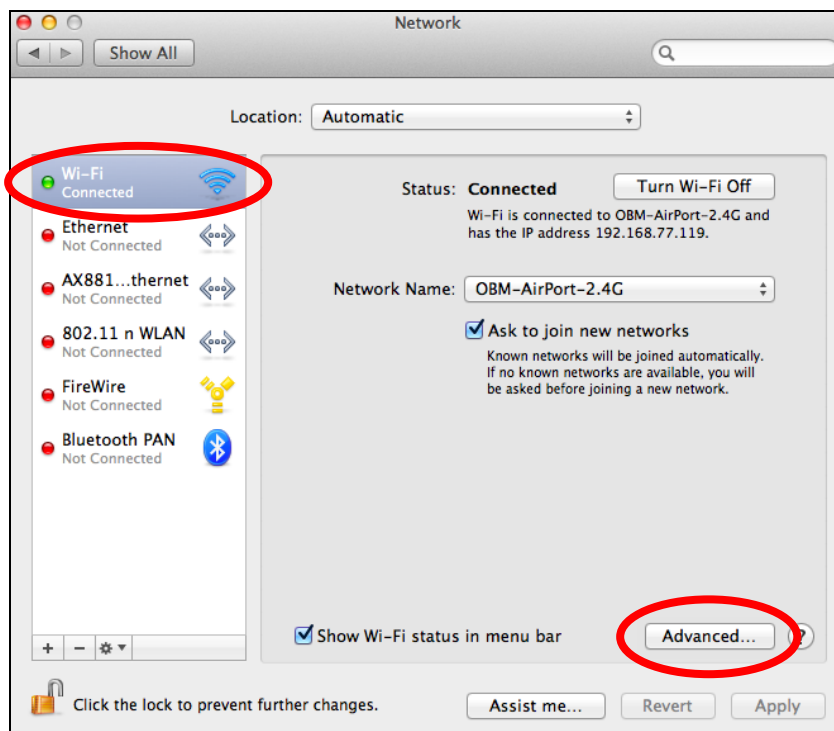 Network
Show All
Location: Automatic
Wi-Fi
Connected
Ethernet
Not Connected
AX881...thernet
Not Connected
802.11 n WLAN
Not Connected
FireWire
Not Connected
Bluetooth PAN
Not Connected
Status: Connected
Turn Wi-Fi Off
Wi-Fi is connected to OBM-AirPort-2.4G and
has the IP address 192.168.77.119.
Network Name: OBM-AirPort-2.4G
Ask to join new networks
Known networks will be joined automatically.
If no known networks are available, you will
be asked before joining a new network.
Show Wi-Fi status in menu bar
Advanced...
?
+ −
Click the lock to prevent further changes.
Assist me...
Revert
Apply